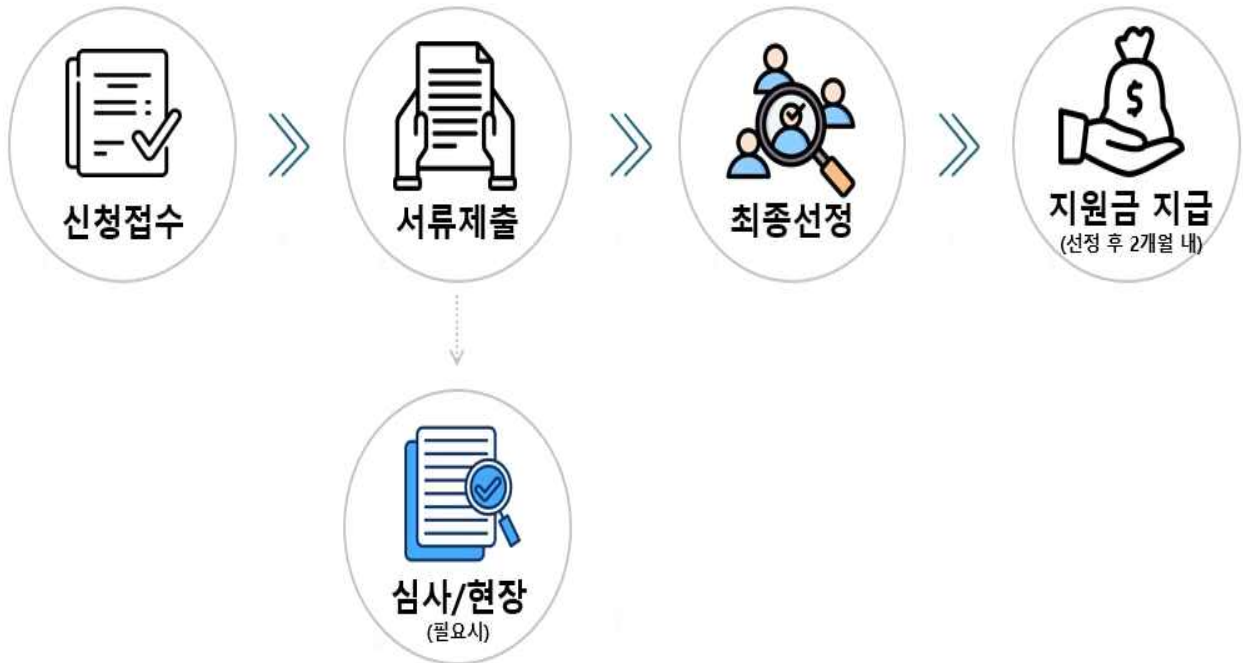 신청접수
서류제출
최종선정
$
지원금 지급
(선정 후 2개월 내)
심사/현장
(필요시)